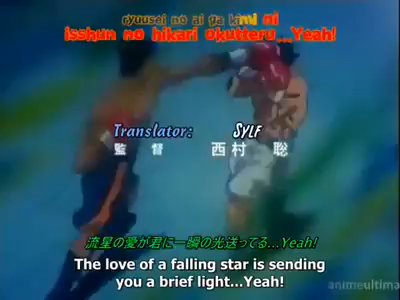 ryuusei no ai ga kimi ni
isshun no hikari okutteru...Yeah!
Translator: Sylf
監督 西村 聡
流星の愛が君に一瞬の光送ってる...Yeah!
The love of a falling star is sending
you a brief light...Yeah!
animeultima